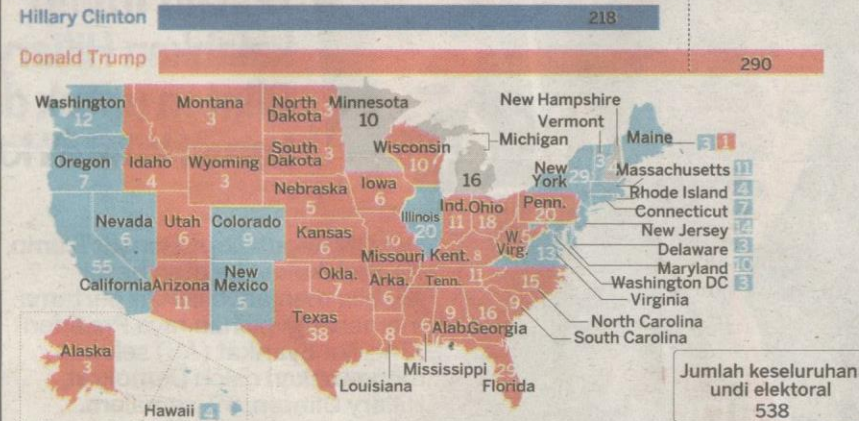 Hillary Clinton 218
Donald Trump 290
Washington
12
Montana
3
North
Dakota 3
Minnesota
10
New Hampshire
Vermont
3
Maine 3 1
Michigan
16
Oregon
7
Idaho
4
Wyoming
3
South
Dakota 3
Wisconsin
10
New
York
29
Massachusetts 11
Rhode Island 4
Connecticut 7
New Jersey 14
Delaware 3
Maryland 10
Washington DC 3
Virginia
13
Nebraska
5
Iowa
6
Illinois
20
Ind.
11
Ohio
18
Penn.
20
Nevada
6
Utah
6
Colorado
9
Kansas
6
Missouri
10
Kent.
8
W.
Virg.
5
California
55
Arizona
11
New
Mexico
5
Okla.
7
Arka.
6
Tenn.
11
15
North Carolina
9
South Carolina
Texas
38
8
Louisiana
6
Mississippi
9
Alab.
16
Georgia
29
Florida
Alaska
3
Hawaii 4
Jumlah keseluruhan
undi elektoral
538